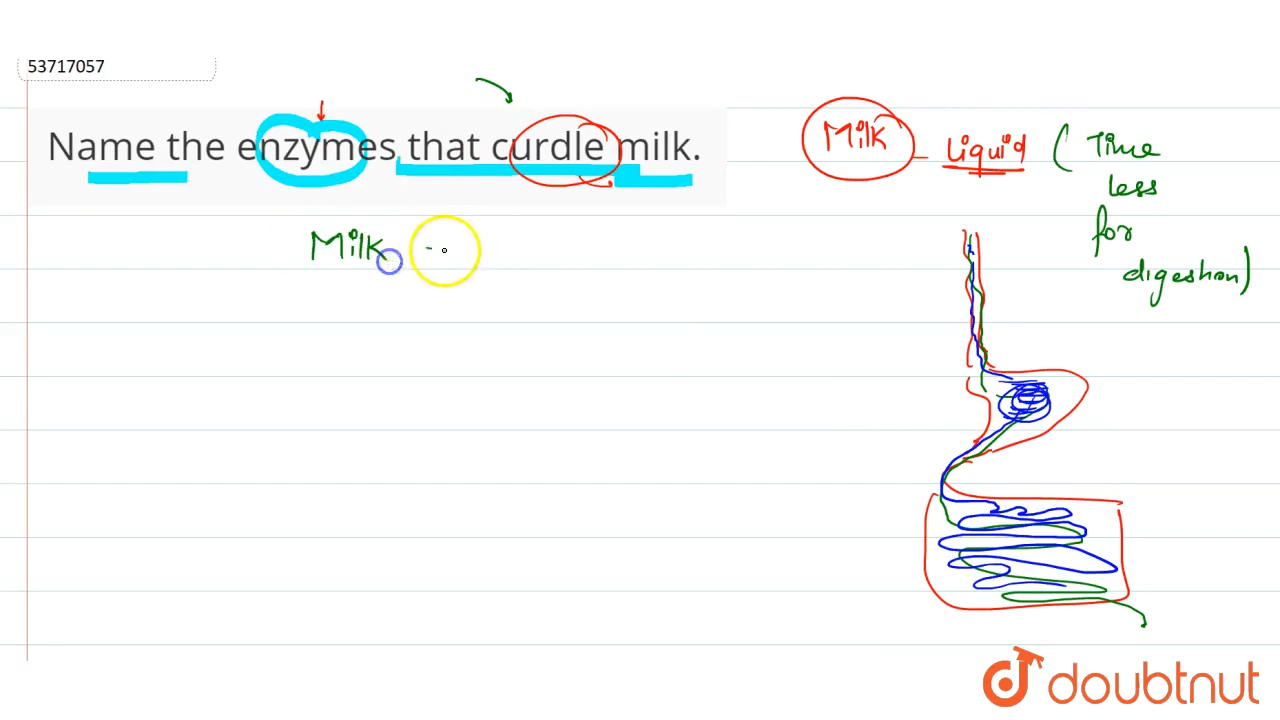 53717057
Name the enzymes that curdle milk.
Milk - Liquid ( Time
less
for
digestion)
Milk -
doubtnut